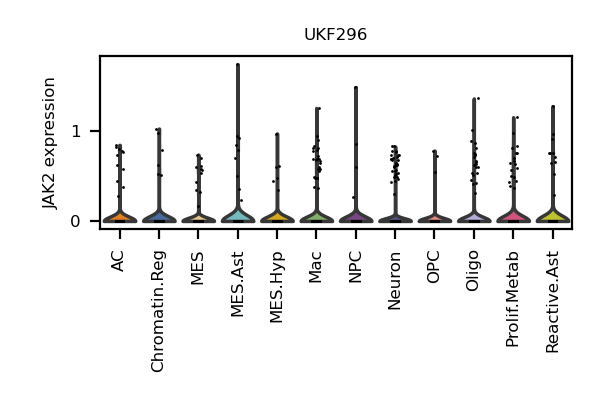 UKF296
JAK2 expression
1
0
AC
Chromatin.Reg
MES
MES.Ast
MES.Hyp
Mac
NPC
Neuron
OPC
Oligo
Prolif.Metab
Reactive.Ast